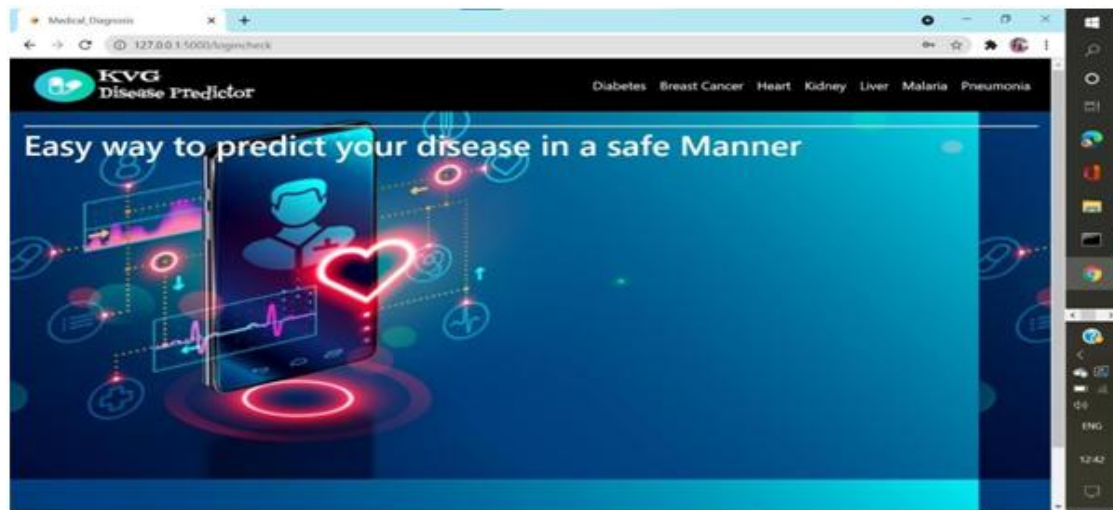 Medical_Diagnosis
127.0.0.1:5000/logincheck
KVG
Disease Predictor
Diabetes Breast Cancer Heart Kidney Liver Malaria Pneumonia
Easy way to predict your disease in a safe Manner
ENG
12:42